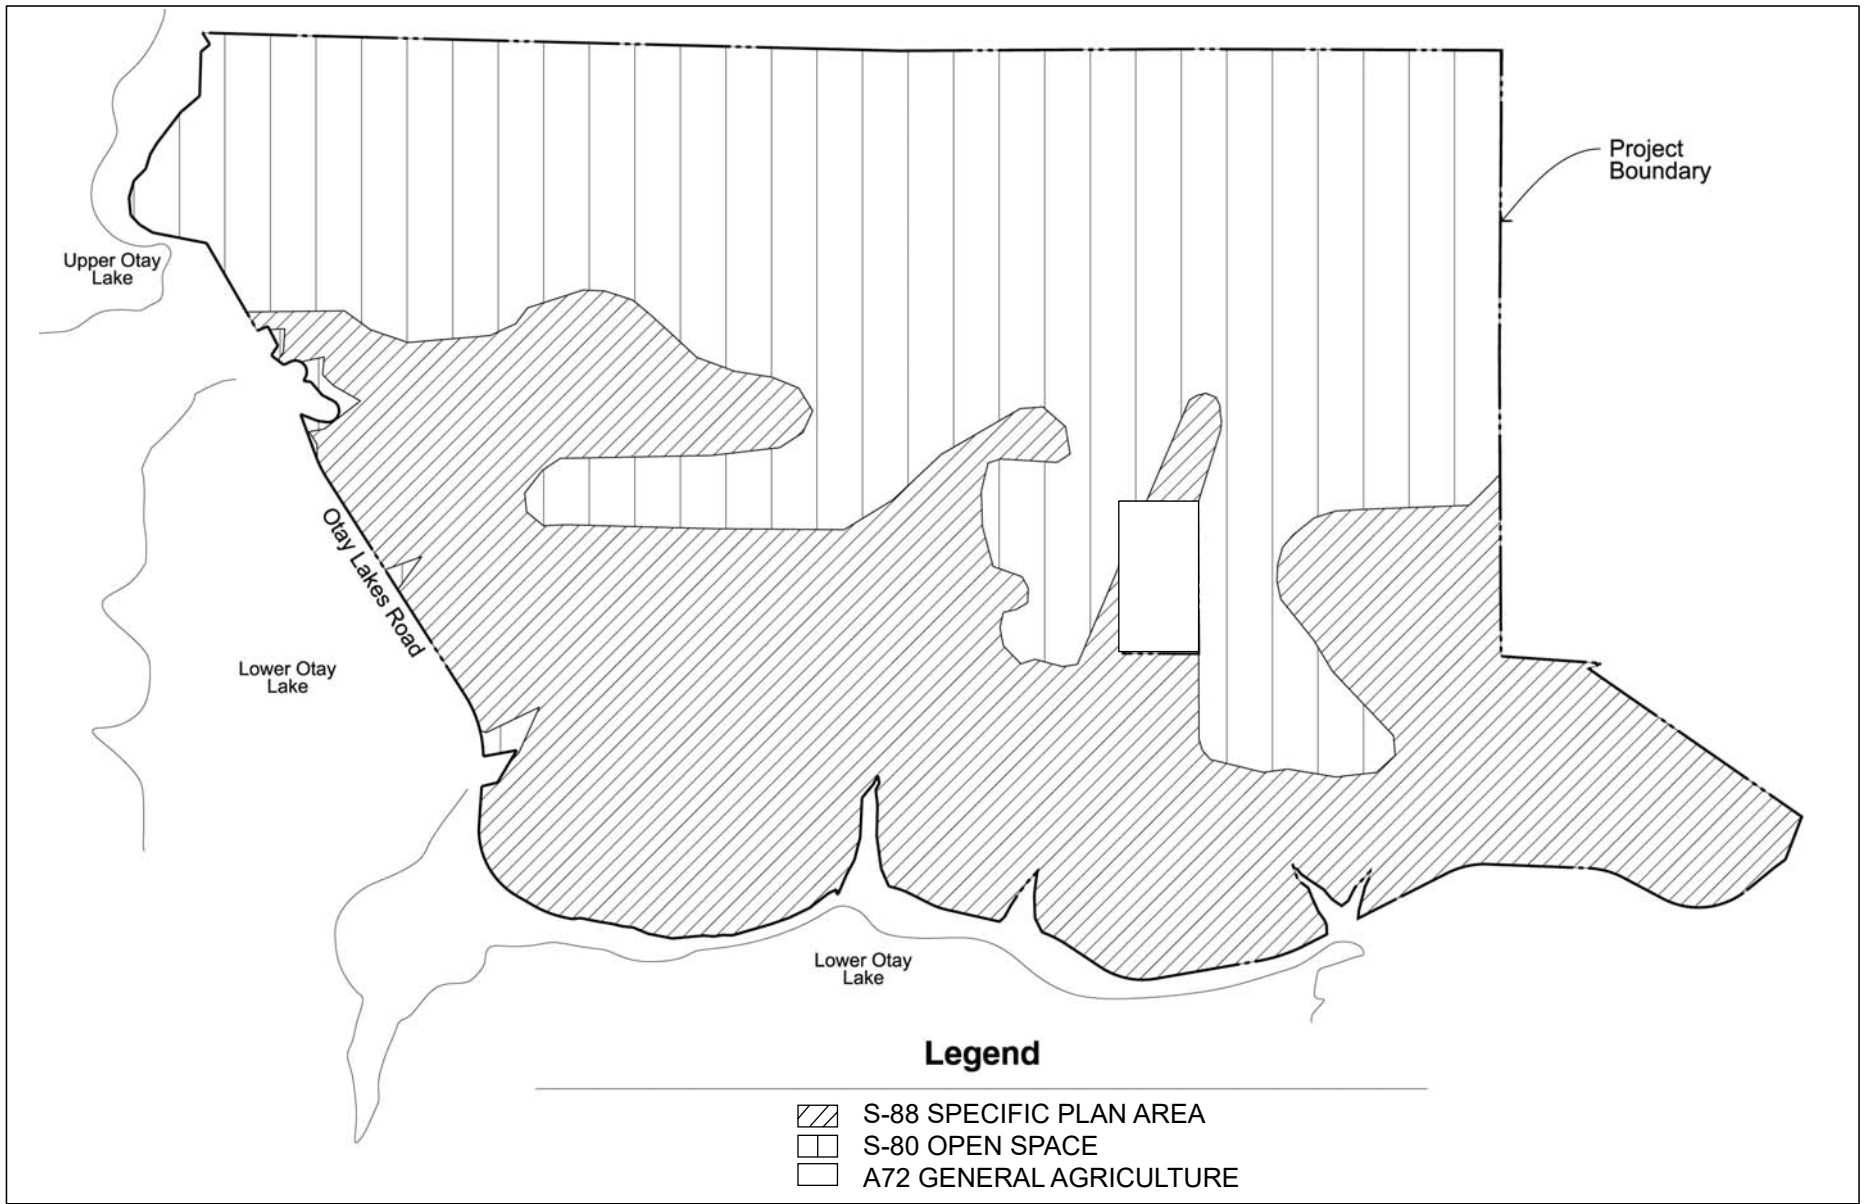 Project
Boundary
Upper Otay
Lake
Otay Lakes Road
Lower Otay
Lake
Lower Otay
Lake
Legend
S-88 SPECIFIC PLAN AREA
S-80 OPEN SPACE
A72 GENERAL AGRICULTURE